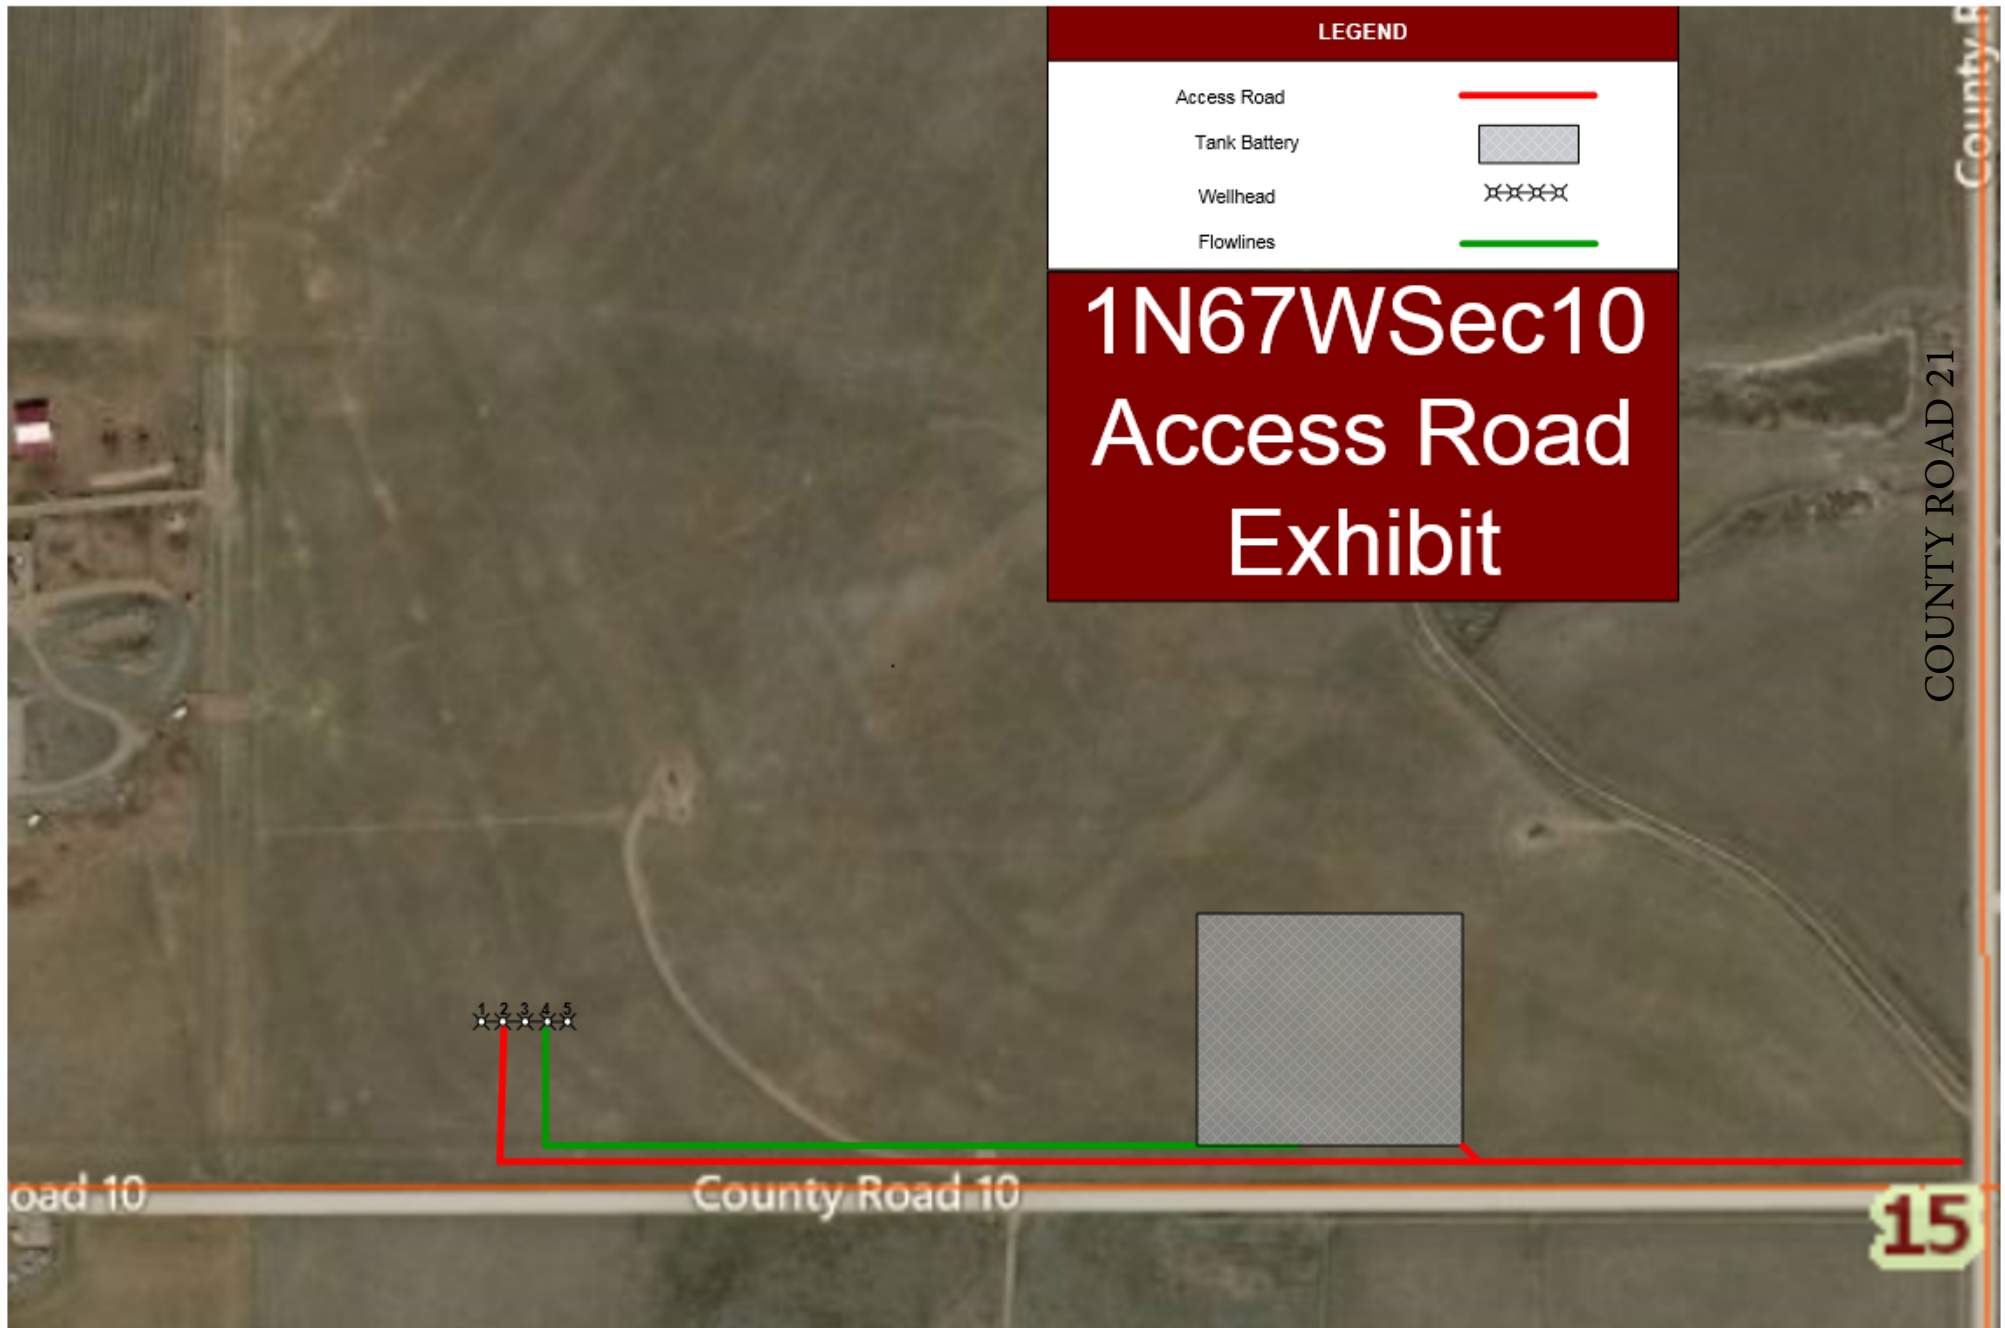 LEGEND
Access Road
Tank Battery
Wellhead
Flowlines
1N67WSec10
Access Road
Exhibit
County R
COUNTY ROAD 21
1 2 3 4 5
oad 10
County Road 10
15